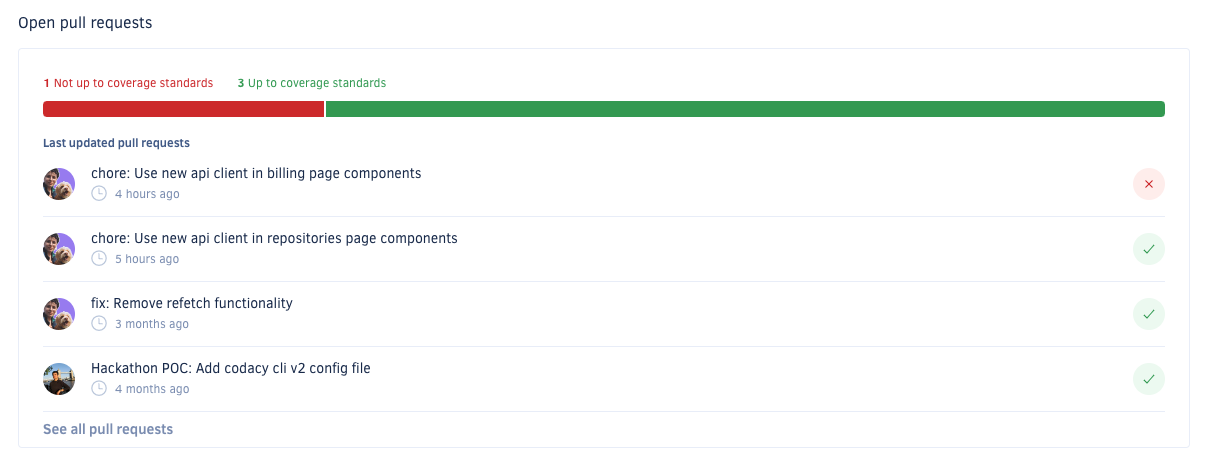 Open pull requests
1 Not up to coverage standards 3 Up to coverage standards
Last updated pull requests
chore: Use new api client in billing page components
4 hours ago
chore: Use new api client in repositories page components
5 hours ago
fix: Remove refetch functionality
3 months ago
Hackathon POC: Add codacy cli v2 config file
4 months ago
See all pull requests